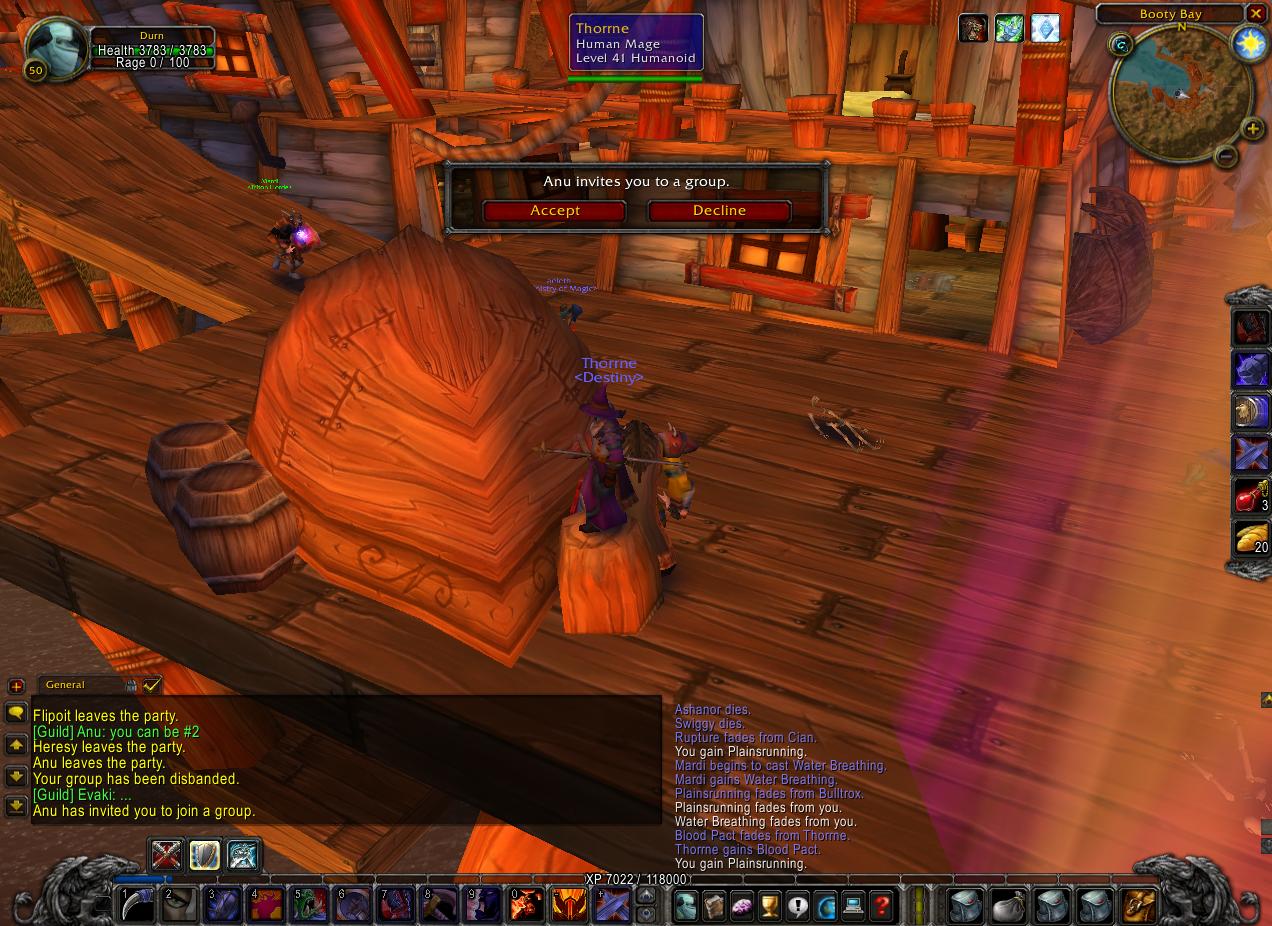 Durn
Health 3783 / 3783
Rage 0 / 100
50
Thorrne
Human Mage
Level 41 Humanoid
Booty Bay
N
Anu invites you to a group.
Accept
Decline
Mardi
Thorrne
<Destiny>
3
20
General
Flipoit leaves the party.
[Guild] Anu: you can be #2
Heresy leaves the party.
Anu leaves the party.
Your group has been disbanded.
[Guild] Evaki: ...
Anu has invited you to join a group.
Ashanor dies.
Swiggy dies.
Rupture fades from Cian.
You gain Plainsrunning.
Mardi begins to cast Water Breathing.
Mardi gains Water Breathing.
Plainsrunning fades from Bulltrox.
Plainsrunning fades from you.
Water Breathing fades from you.
Blood Pact fades from Thorrne.
Thorrne gains Blood Pact.
You gain Plainsrunning.
XP 7022 / 118000
1 2 3 4 5 6 7 8 9 0 - +